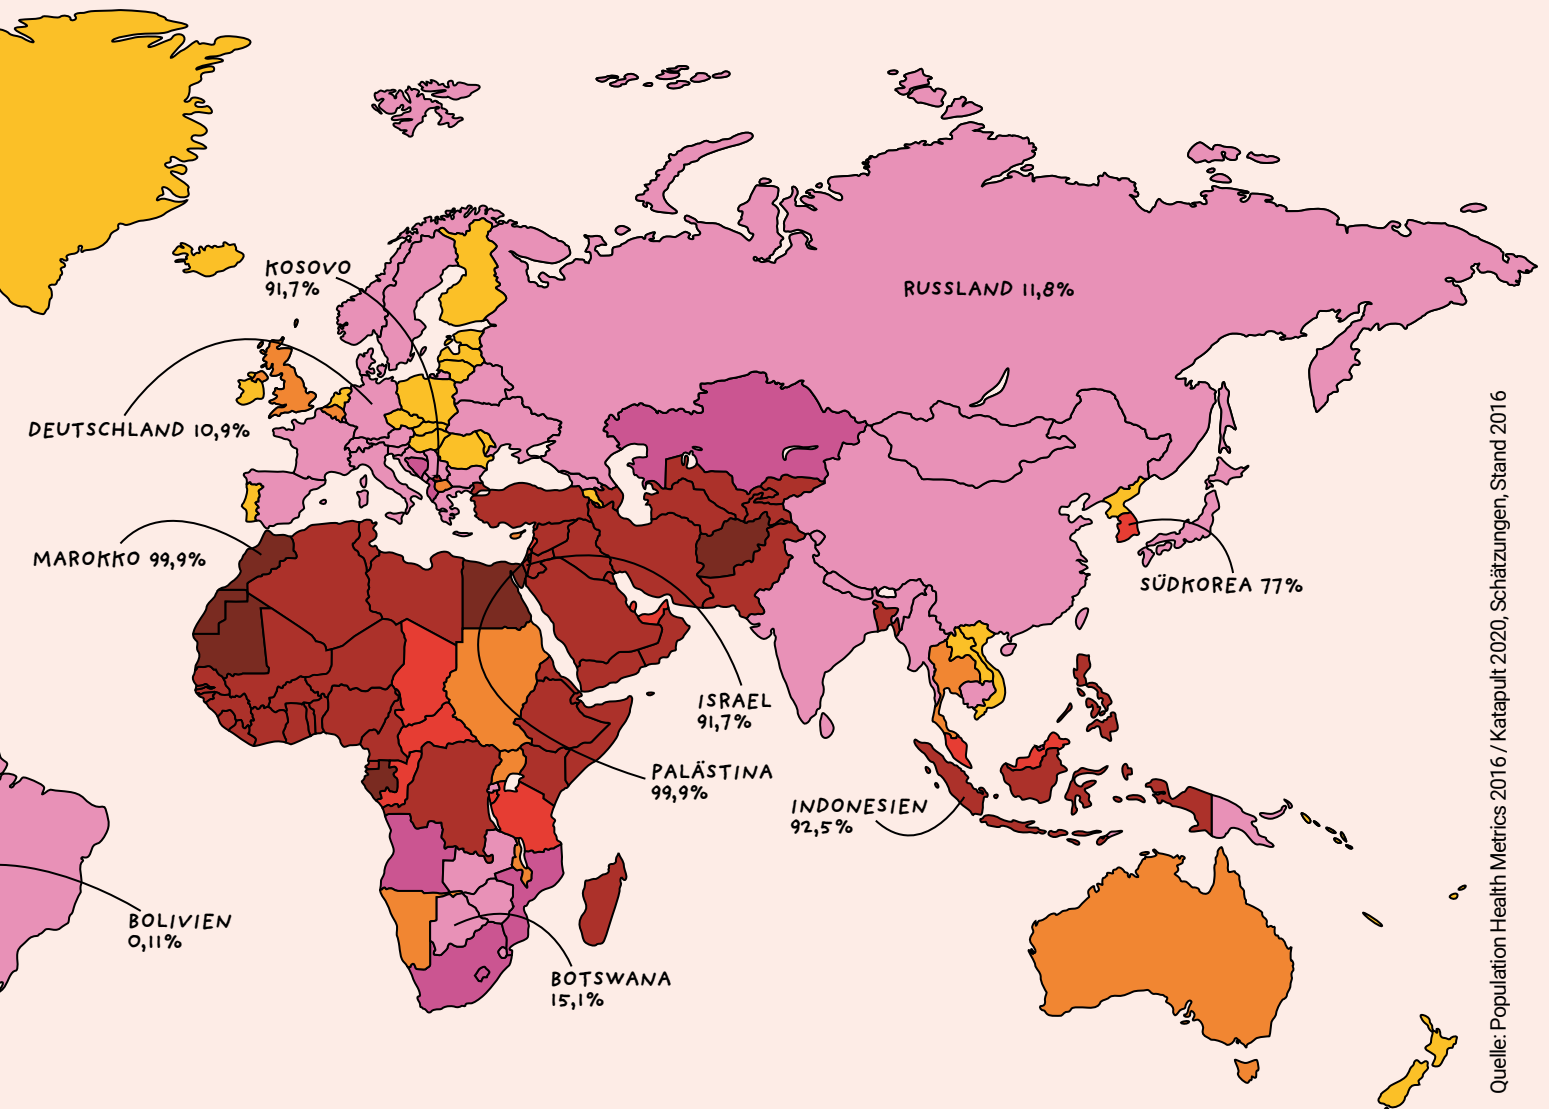 KOSOVO
91,7%
RUSSLAND 11,8%
DEUTSCHLAND 10,9%
MAROKKO 99,9%
SÜDKOREA 77%
ISRAEL
91,7%
PALÄSTINA
99,9%
INDONESIEN
92,5%
BOLIVIEN
0,11%
BOTSWANA
15,1%
Quelle: Population Health Metrics 2016 / Katapult 2020, Schätzungen, Stand 2016